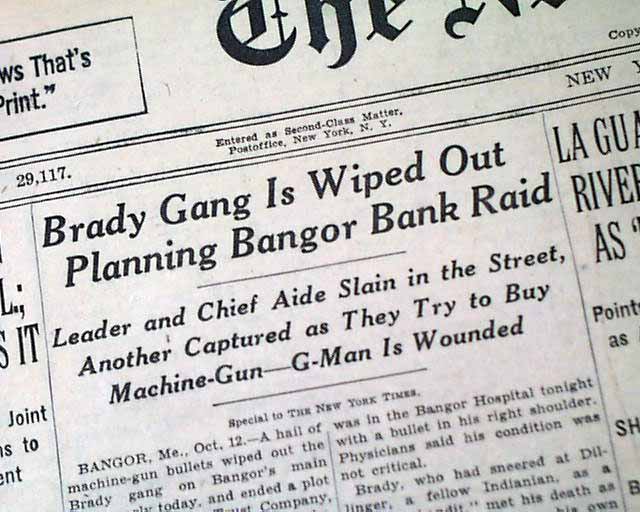 The N
ws That's
Print."
Copy
NEW
Entered as Second-Class Matter,
Postoffice, New York, N. Y.
29,117.
L.;
S IT
Joint
ns to
ent
Brady Gang Is Wiped Out
Planning Bangor Bank Raid
Leader and Chief Aide Slain in the Street,
Another Captured as They Try to Buy
Machine-Gun—G-Man Is Wounded
Special to THE NEW YORK TIMES.
BANGOR, Me., Oct. 12.—A hail of
machine-gun bullets wiped out the
Brady gang on Bangor's main
today, and ended a plot
Company,
was in the Bangor Hospital tonight
with a bullet in his right shoulder.
Physicians said his condition was
not critical.
Brady, who had sneered at Dil-
linger, a fellow Indianian, as a
" met his death as
his own
LA GUA
RIVER
AS '
Points
as
SH
B